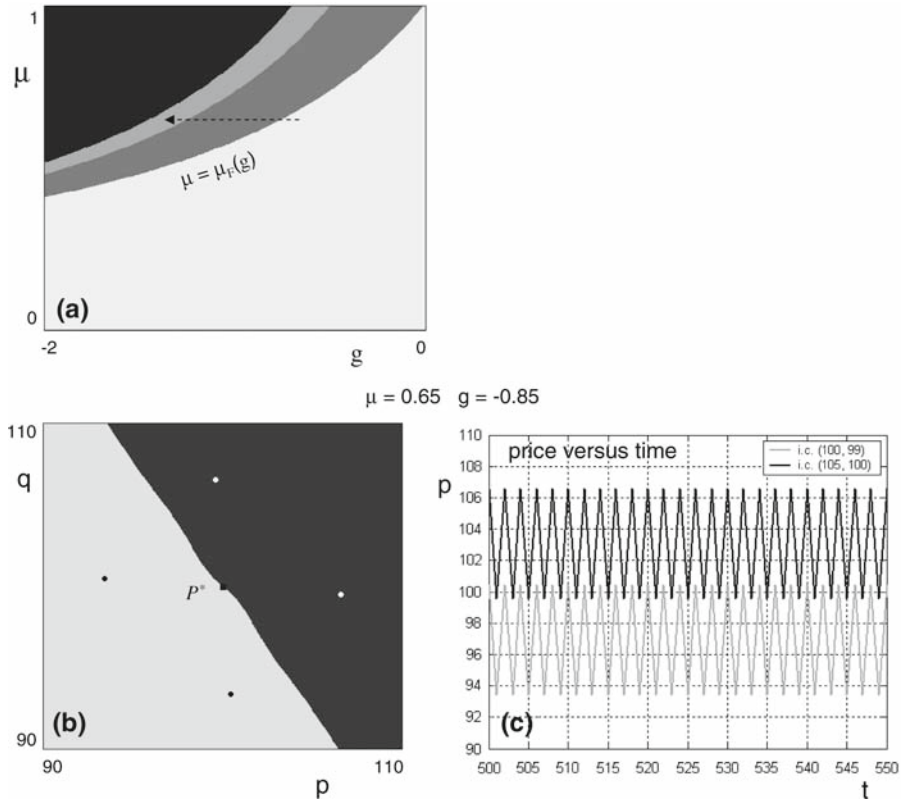 1
μ
μ = μF(g)
0
(a)
-2
g
0
μ = 0.65 g = -0.85
110
q
P*
(b)
90
90
p
110
110
108
106
104
102
100
98
96
94
92
90
p
price versus time
i.c. (100, 99)
i.c. (105, 100)
(c)
500 505 510 515 520 525 530 535 540 545 550
t